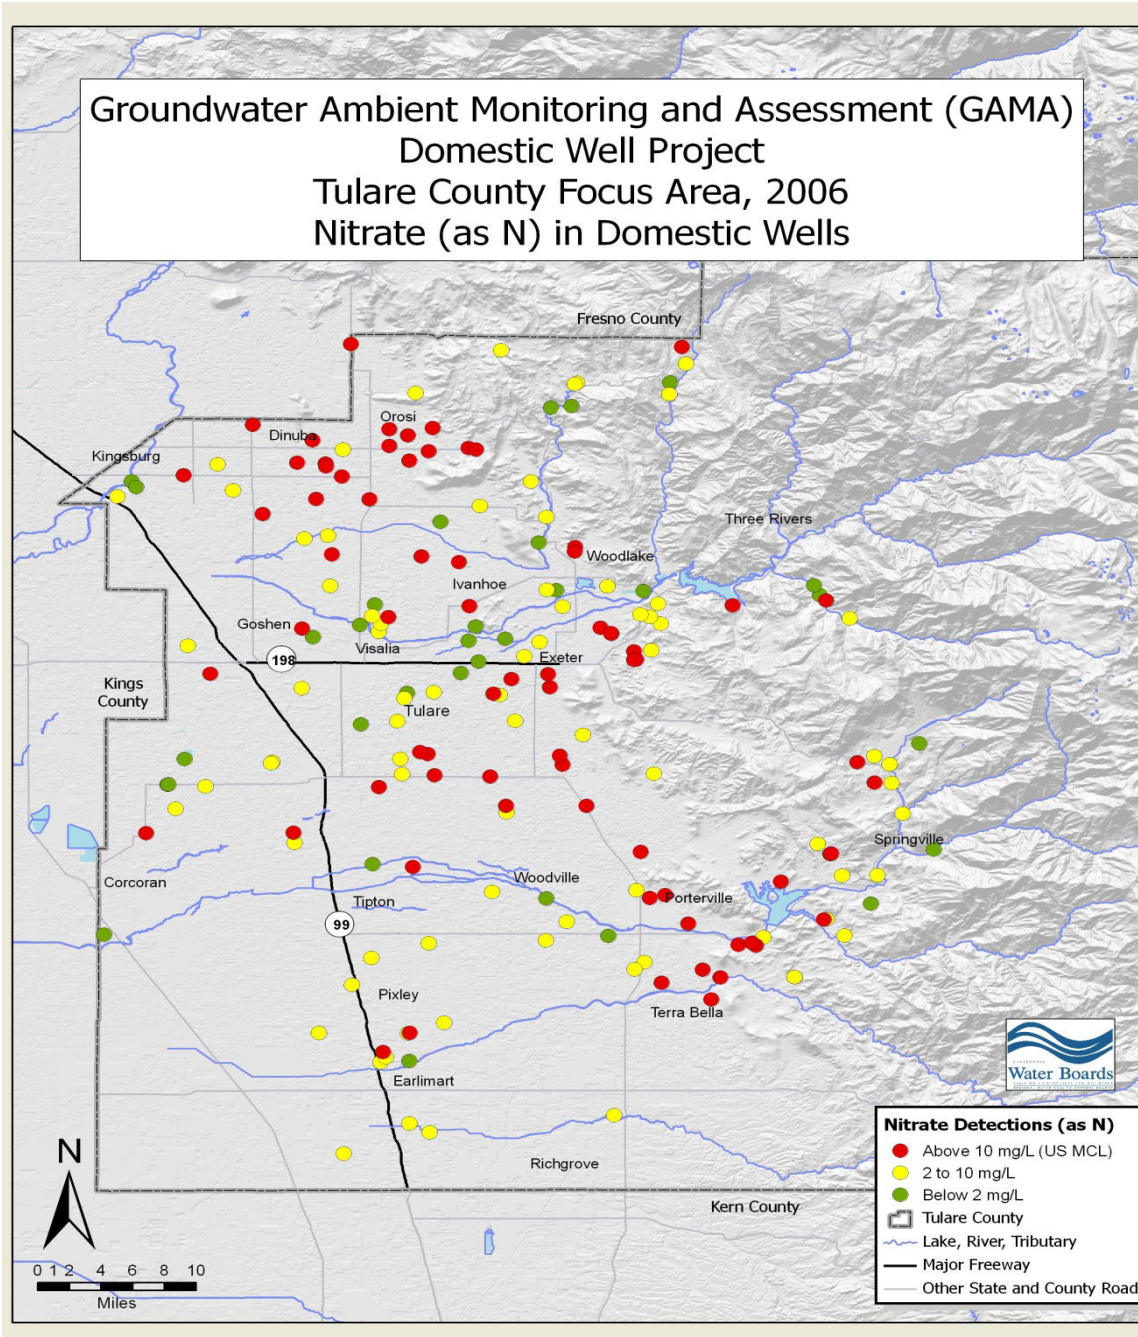 Groundwater Ambient Monitoring and Assessment (GAMA)
Domestic Well Project
Tulare County Focus Area, 2006
Nitrate (as N) in Domestic Wells
Fresno County
Orosi
Dinuba
Kingsburg
Three Rivers
Woodlake
Ivanhoe
Goshen
Visalia
198
Exeter
Kings
County
Tulare
Springville
Corcoran
Woodville
Tipton
Porterville
99
Pixley
Terra Bella
Earlimart
Richgrove
Kern County
CALIFORNIA
Water Boards
N
0 1 2 4 6 8 10
Miles
Nitrate Detections (as N)
Above 10 mg/L (US MCL)
2 to 10 mg/L
Below 2 mg/L
Tulare County
Lake, River, Tributary
Major Freeway
Other State and County Road